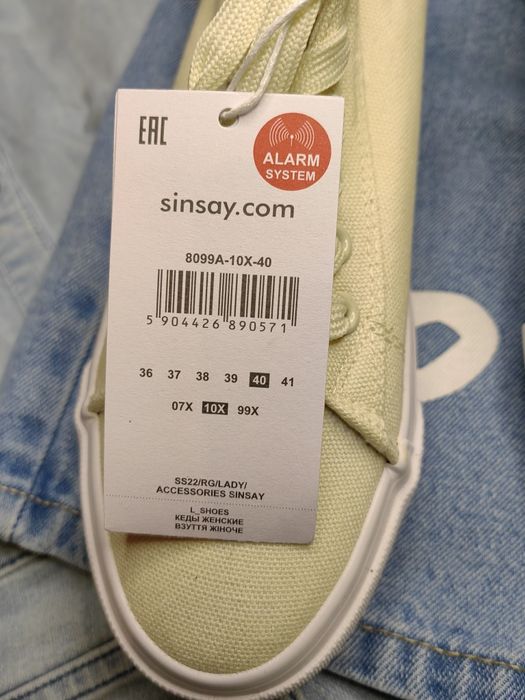 EAC
ALARM
SYSTEM
sinsay.com
8099A-10X-40
5 904426 890571
36 37 38 39 40 41
07X 10X 99X
SS22/RG/LADY/
ACCESSORIES SINSAY
L_SHOES
КЕДЫ ЖЕНСКИЕ
ВЗУТТЯ ЖІНОЧЕ